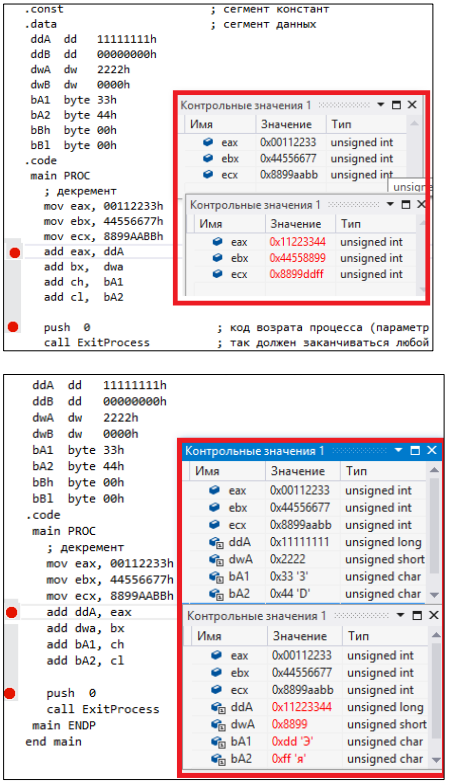 .const ; сегмент констант
.data ; сегмент данных
ddA dd 11111111h
ddB dd 00000000h
dwA dw 2222h
dwB dw 0000h
bA1 byte 33h
bA2 byte 44h
bBh byte 00h
bBl byte 00h
.code
main PROC
; декремент
mov eax, 00112233h
mov ebx, 44556677h
mov ecx, 8899AABBh
add eax, ddA
add bx, dwa
add ch, bA1
add cl, bA2
push 0 ; код возрата процесса (параметр
call ExitProcess ; так должен заканчиваться любой
Контрольные значения 1
Имя Значение Тип
eax 0x00112233 unsigned int
ebx 0x44556677 unsigned int
ecx 0x8899aabb unsigned int
unsigne
Контрольные значения 1
Имя Значение Тип
eax 0x11223344 unsigned int
ebx 0x44558899 unsigned int
ecx 0x8899ddff unsigned int
ddA dd 11111111h
ddB dd 00000000h
dwA dw 2222h
dwB dw 0000h
bA1 byte 33h
bA2 byte 44h
bBh byte 00h
bBl byte 00h
.code
main PROC
; декремент
mov eax, 00112233h
mov ebx, 44556677h
mov ecx, 8899AABBh
add ddA, eax
add dwa, bx
add bA1, ch
add bA2, cl
push 0
call ExitProcess
main ENDP
end main
Контрольные значения 1
Имя Значение Тип
eax 0x00112233 unsigned int
ebx 0x44556677 unsigned int
ecx 0x8899aabb unsigned int
ddA 0x11111111 unsigned long
dwA 0x2222 unsigned short
bA1 0x33 '3' unsigned char
bA2 0x44 'D' unsigned char
Контрольные значения 1
Имя Значение Тип
eax 0x00112233 unsigned int
ebx 0x44556677 unsigned int
ecx 0x8899aabb unsigned int
ddA 0x11223344 unsigned long
dwA 0x8899 unsigned short
bA1 0xdd 'Э' unsigned char
bA2 0xff 'я' unsigned char